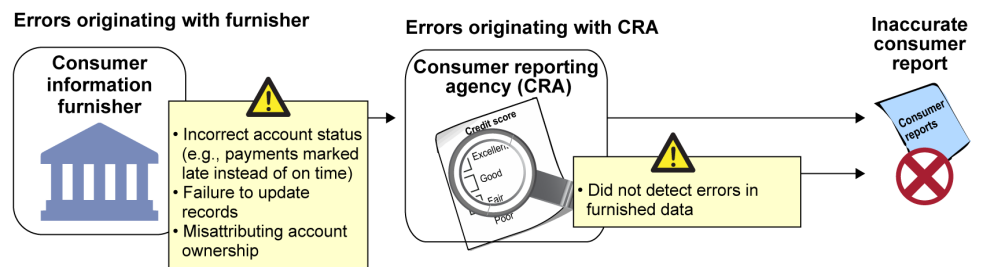 Errors originating with furnisher
Consumer
information
furnisher
• Incorrect account status
(e.g., payments marked
late instead of on time)
• Failure to update
records
• Misattributing account
ownership
Errors originating with CRA
Consumer reporting
agency (CRA)
Credit score
Excellent
Good
Fair
Poor
• Did not detect errors in
furnished data
Inaccurate
consumer
report
Consumer
reports